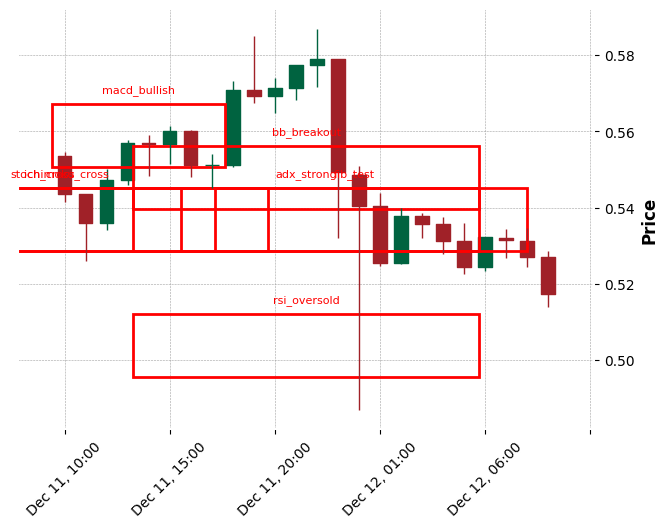 macd_bullish
bb_breakout
adx_strong
rsi_oversold
0.58
0.56
0.54
0.52
0.50
Price
Dec 11, 10:00
Dec 11, 15:00
Dec 11, 20:00
Dec 12, 01:00
Dec 12, 06:00